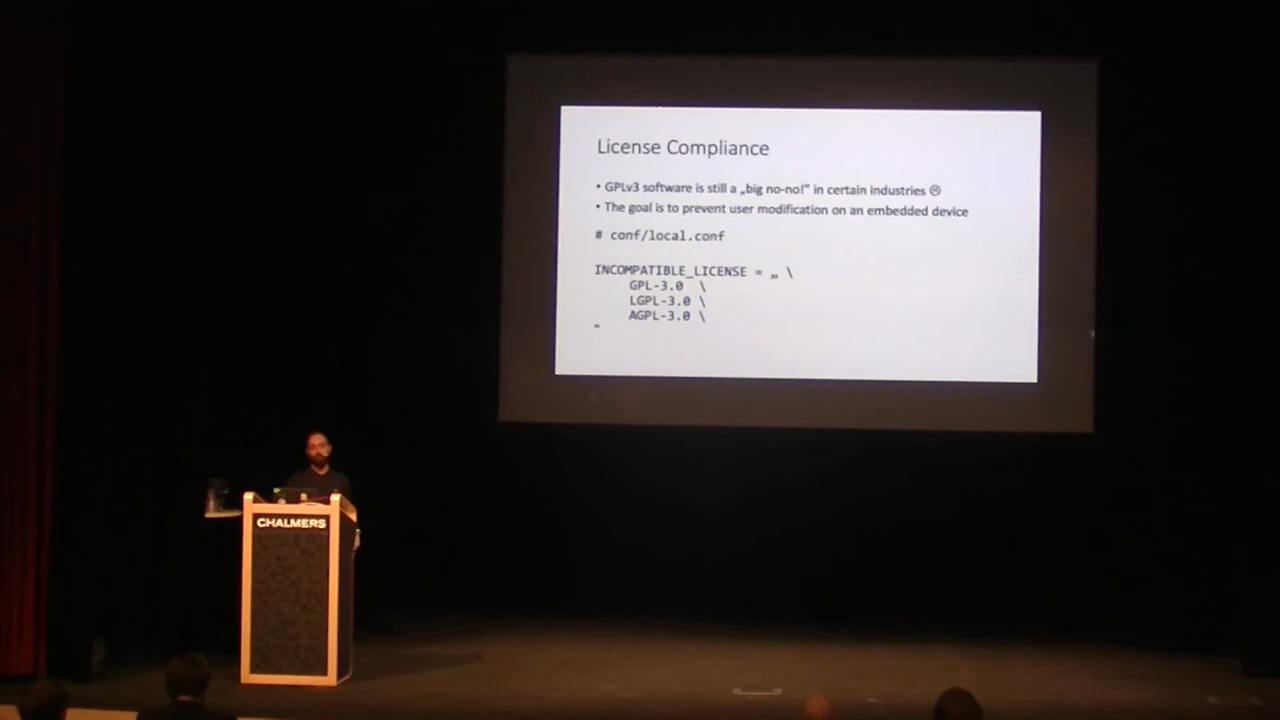 License Compliance
• GPLv3 software is still a „big no-no!" in certain industries ☹
• The goal is to prevent user modification on an embedded device
# conf/local.conf
INCOMPATIBLE_LICENSE = „ \
GPL-3.0 \
LGPL-3.0 \
AGPL-3.0 \
"
CHALMERS